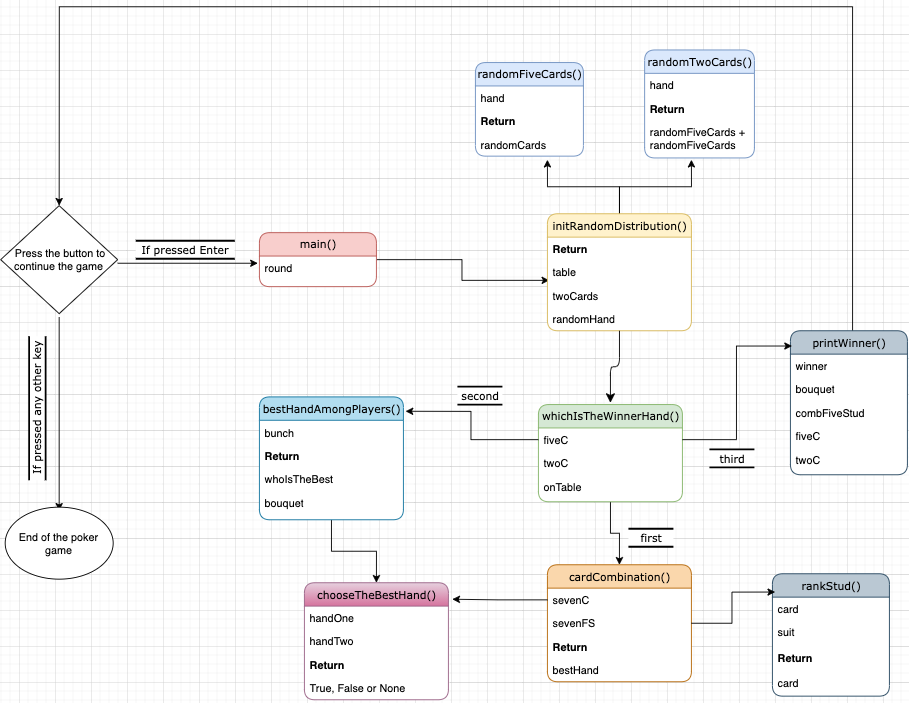 randomFiveCards()
hand
Return
randomCards
randomTwoCards()
hand
Return
randomFiveCards +
randomFiveCards
Press the button to
continue the game
If pressed Enter
main()
round
initRandomDistribution()
Return
table
twoCards
randomHand
If pressed any other key
End of the poker
game
bestHandAmongPlayers()
bunch
Return
whoIsTheBest
bouquet
second
whichIsTheWinnerHand()
fiveC
twoC
onTable
third
printWinner()
winner
bouquet
combFiveStud
fiveC
twoC
first
chooseTheBestHand()
handOne
handTwo
Return
True, False or None
cardCombination()
sevenC
sevenFS
Return
bestHand
rankStud()
card
suit
Return
card